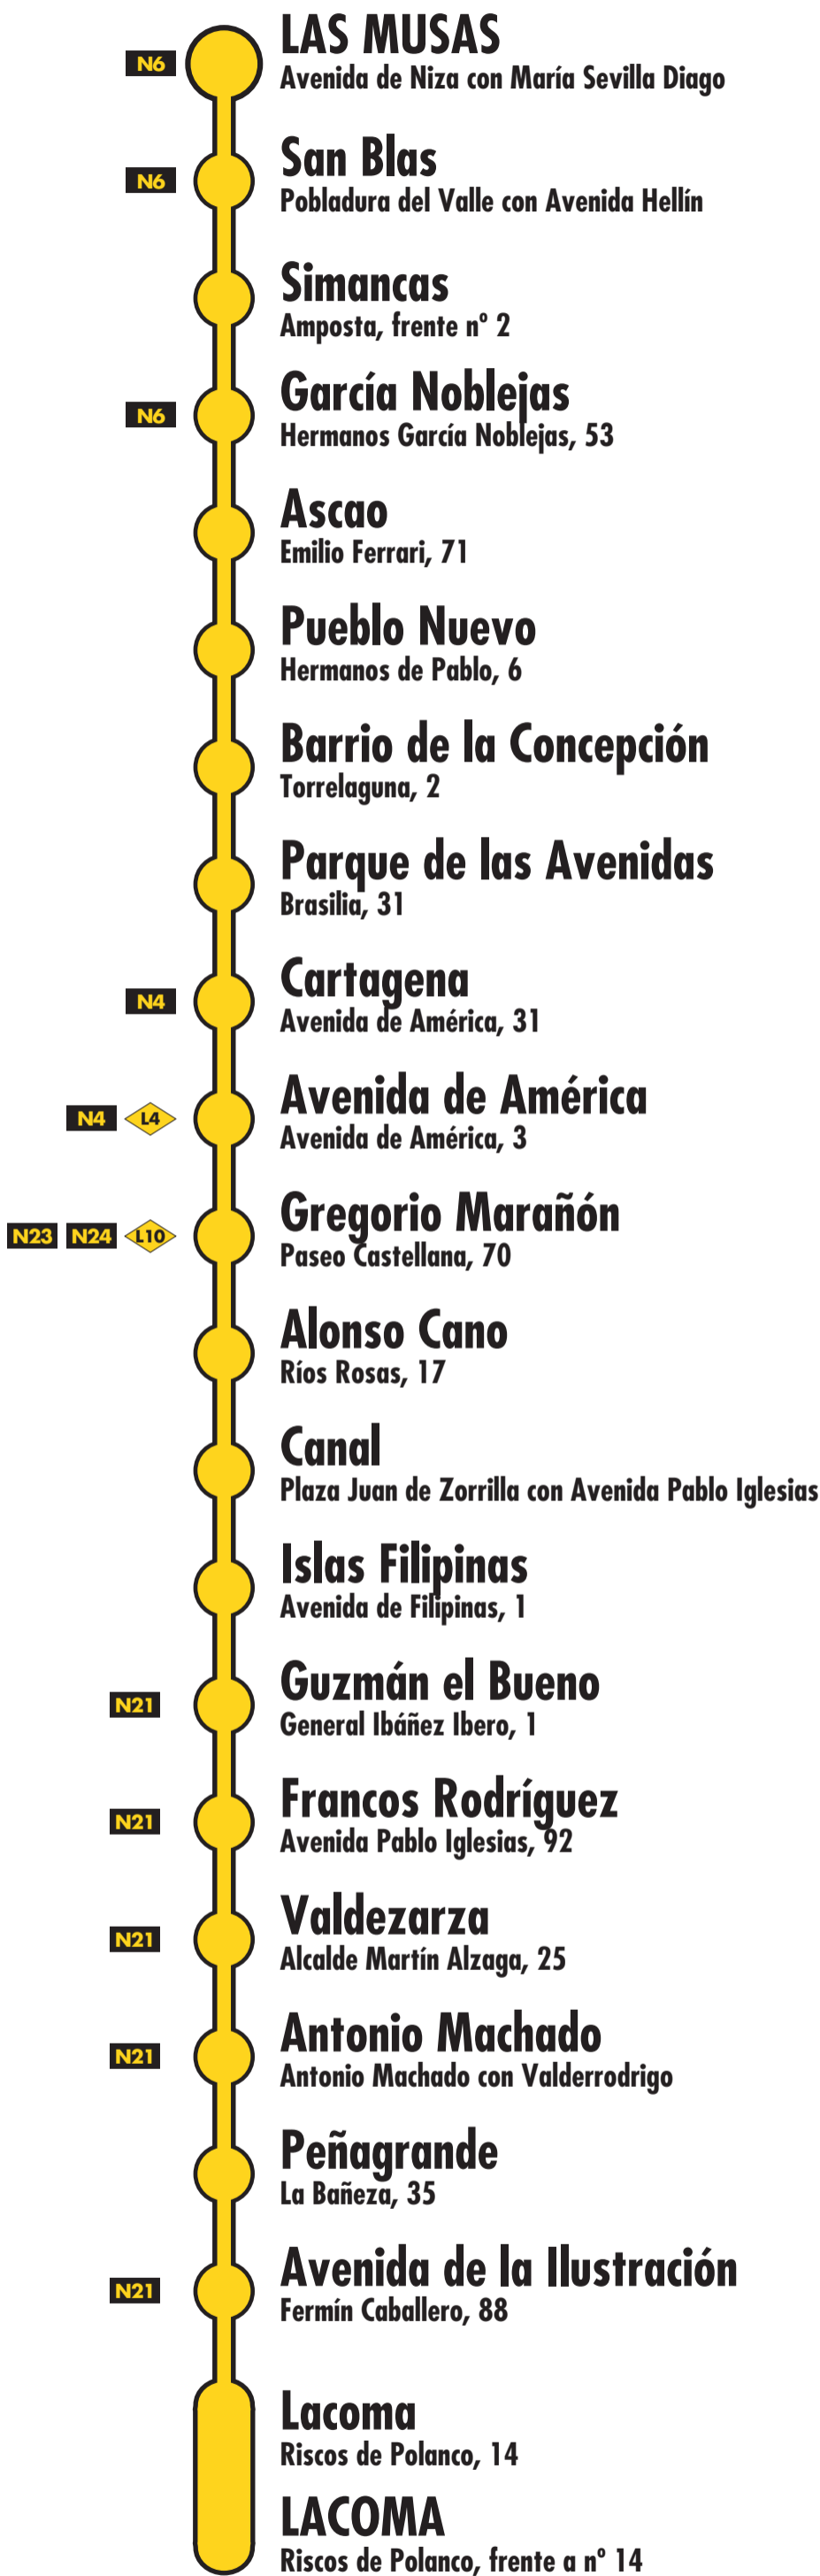 LAS MUSAS
N6
Avenida de Niza con María Sevilla Diago
San Blas
N6
Pobladura del Valle con Avenida Hellín
Simancas
Amposta, frente nº 2
García Noblejas
N6
Hermanos García Noblejas, 53
Ascao
Emilio Ferrari, 71
Pueblo Nuevo
Hermanos de Pablo, 6
Barrio de la Concepción
Torrelaguna, 2
Parque de las Avenidas
Brasilia, 31
Cartagena
N4
Avenida de América, 31
Avenida de América
N4 L4
Avenida de América, 3
Gregorio Marañón
N23 N24 L10
Paseo Castellana, 70
Alonso Cano
Ríos Rosas, 17
Canal
Plaza Juan de Zorrilla con Avenida Pablo Iglesias
Islas Filipinas
Avenida de Filipinas, 1
Guzmán el Bueno
N21
General Ibáñez Ibero, 1
Francos Rodríguez
N21
Avenida Pablo Iglesias, 92
Valdezarza
N21
Alcalde Martín Alzaga, 25
Antonio Machado
N21
Antonio Machado con Valderrodrigo
Peñagrande
La Bañeza, 35
Avenida de la Ilustración
N21
Fermín Caballero, 88
Lacoma
Riscos de Polanco, 14
LACOMA
Riscos de Polanco, frente a nº 14